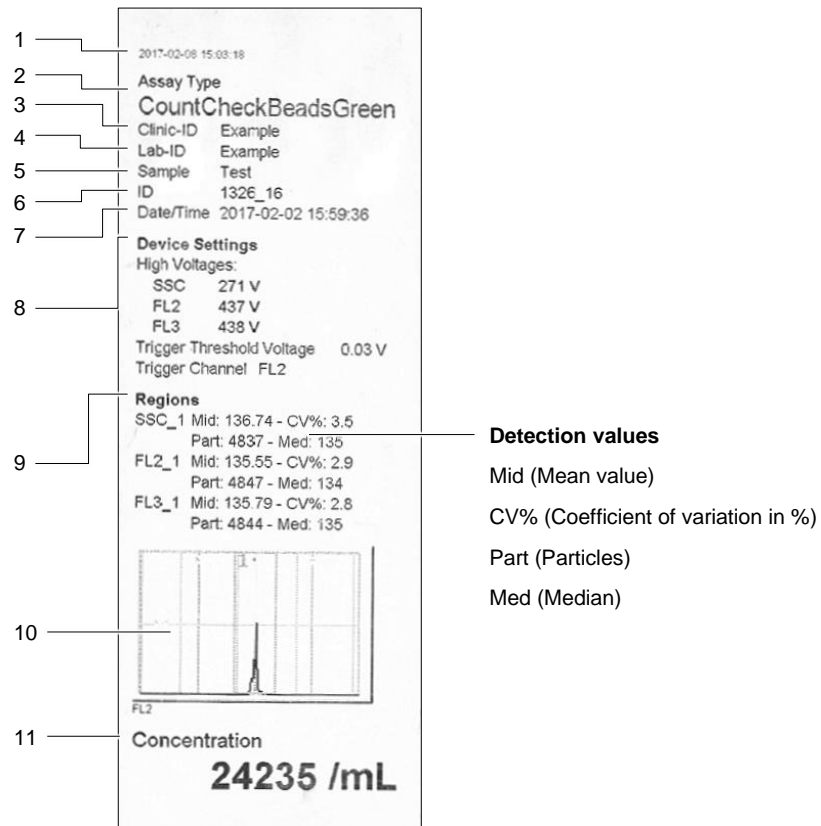 1
2017-02-08 15:03:18
2
Assay Type
3
CountCheckBeadsGreen
Clinic-ID Example
4
Lab-ID Example
5
Sample Test
6
ID 1326_16
7
Date/Time 2017-02-02 15:59:36
Device Settings
High Voltages:
8
SSC 271 V
FL2 437 V
FL3 438 V
Trigger Threshold Voltage 0.03 V
Trigger Channel FL2
Regions
SSC_1 Mid: 136.74 - CV%: 3.5
Part: 4837 - Med: 135
9
FL2_1 Mid: 135.55 - CV%: 2.9
Part: 4847 - Med: 134
FL3_1 Mid: 135.79 - CV%: 2.8
Part: 4844 - Med: 135
Detection values
Mid (Mean value)
CV% (Coefficient of variation in %)
Part (Particles)
Med (Median)
1
10
FL2
11
Concentration
24235 /mL